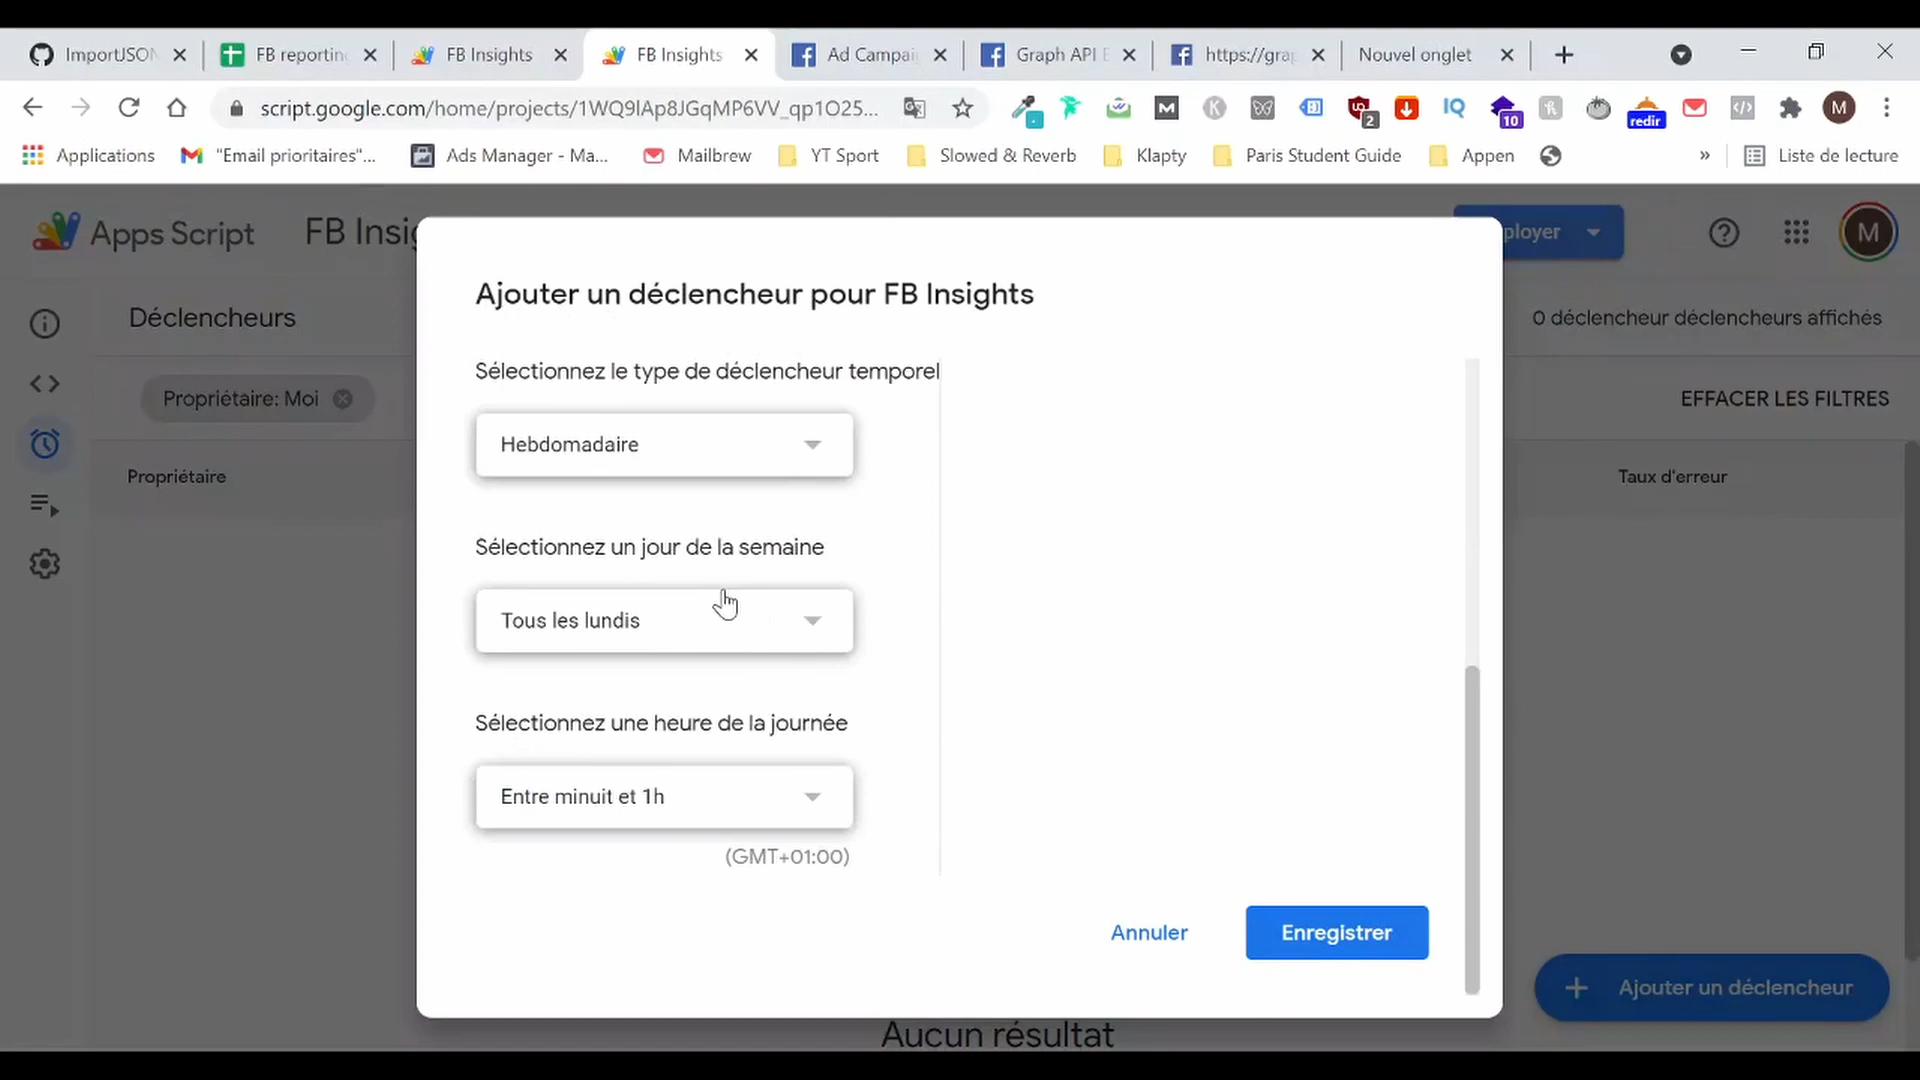 ImportJSON
FB reporting
FB Insights
FB Insights
Ad Campai
Graph API E
https://grap
Nouvel onglet
script.google.com/home/projects/1WQ9lAp8JGqMP6VV_qp1O25...
2
10
redir
M
Applications
"Email prioritaires"...
Ads Manager - Ma...
Mailbrew
YT Sport
Slowed & Reverb
Klapty
Paris Student Guide
Appen
»
Liste de lecture
Apps Script
FB Insig
ployer
M
Déclencheurs
0 déclencheur déclencheurs affichés
Propriétaire: Moi
EFFACER LES FILTRES
Propriétaire
Taux d'erreur
Ajouter un déclencheur pour FB Insights
Sélectionnez le type de déclencheur temporel
Hebdomadaire
Sélectionnez un jour de la semaine
Tous les lundis
Sélectionnez une heure de la journée
Entre minuit et 1h
(GMT+01:00)
Annuler
Enregistrer
Ajouter un déclencheur
Aucun résultat